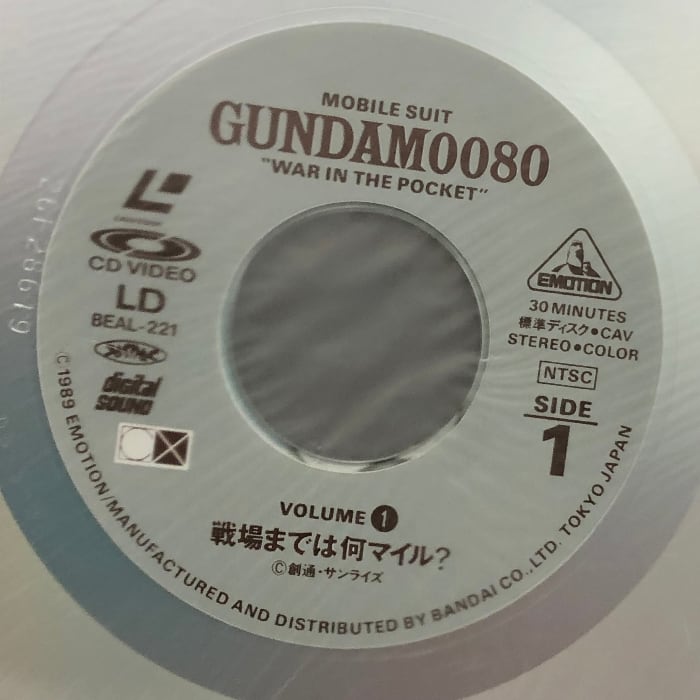 MOBILE SUIT
GUNDAM0080
"WAR IN THE POCKET"
CD VIDEO
LD
BEAL-221
digital
SOUND
EMOTION
30 MINUTES
標準ディスク•CAV
STEREO•COLOR
NTSC
SIDE
1
VOLUME 1
戦場までは何マイル?
©創通・サンライズ
©1989 EMOTION/MANUFACTURED AND DISTRIBUTED BY BANDAI CO.,LTD. TOKYO JAPAN